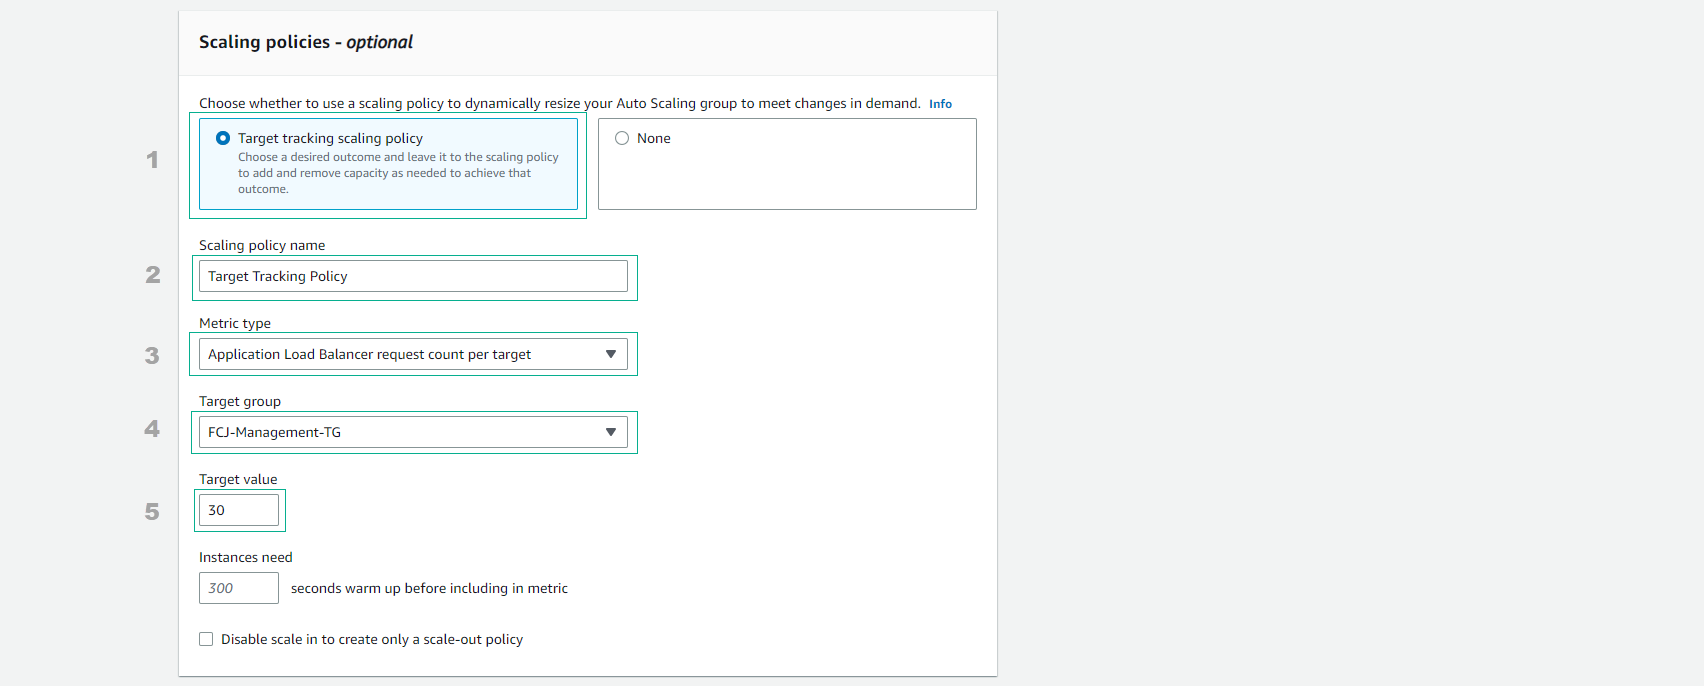 Scaling policies - optional
Choose whether to use a scaling policy to dynamically resize your Auto Scaling group to meet changes in demand. Info
1
Target tracking scaling policy
Choose a desired outcome and leave it to the scaling policy
to add and remove capacity as needed to achieve that
outcome.
None
Scaling policy name
2
Target Tracking Policy
Metric type
3
Application Load Balancer request count per target
Target group
4
FCJ-Management-TG
Target value
5
30
Instances need
300 seconds warm up before including in metric
Disable scale in to create only a scale-out policy